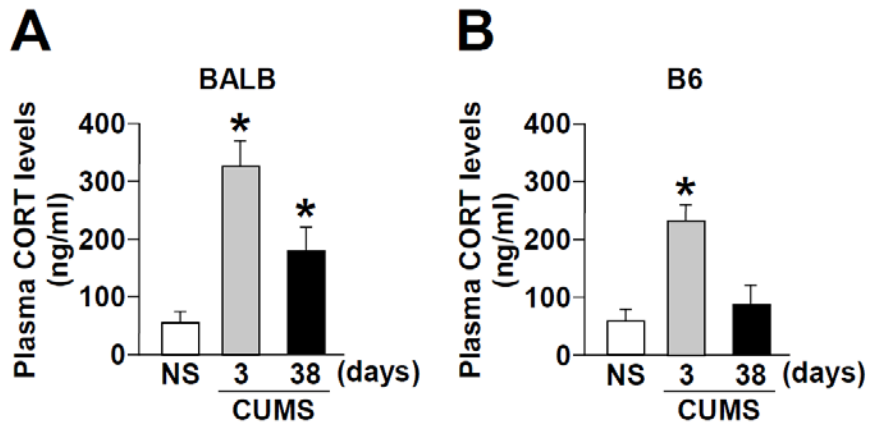 A
BALB
Plasma CORT levels
(ng/ml)
400
300
200
100
0
*
*
NS 3 38 (days)
CUMS
B
B6
Plasma CORT levels
(ng/ml)
400
300
200
100
0
*
NS 3 38 (days)
CUMS